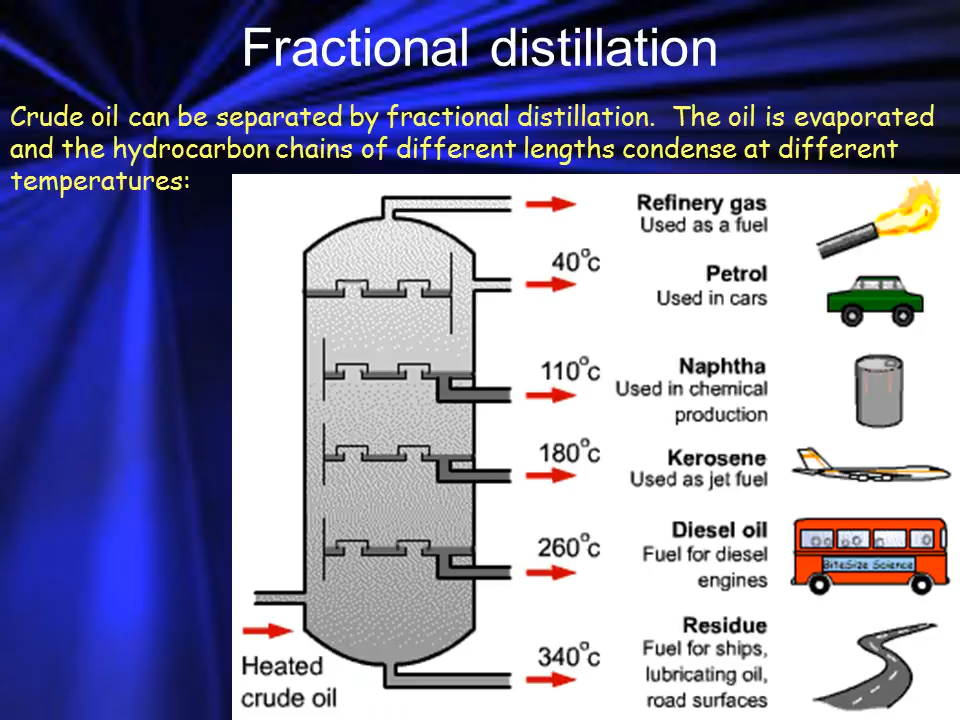 Fractional distillation
Crude oil can be separated by fractional distillation.  The oil is evaporated
and the hydrocarbon chains of different lengths condense at different
temperatures:
Refinery gas
Used as a fuel
40°c
Petrol
Used in cars
110°c
Naphtha
Used in chemical
production
180°c
Kerosene
Used as jet fuel
260°c
Diesel oil
Fuel for diesel
engines
BiteSize Science
340°c
Residue
Fuel for ships,
lubricating oil,
road surfaces
Heated
crude oil